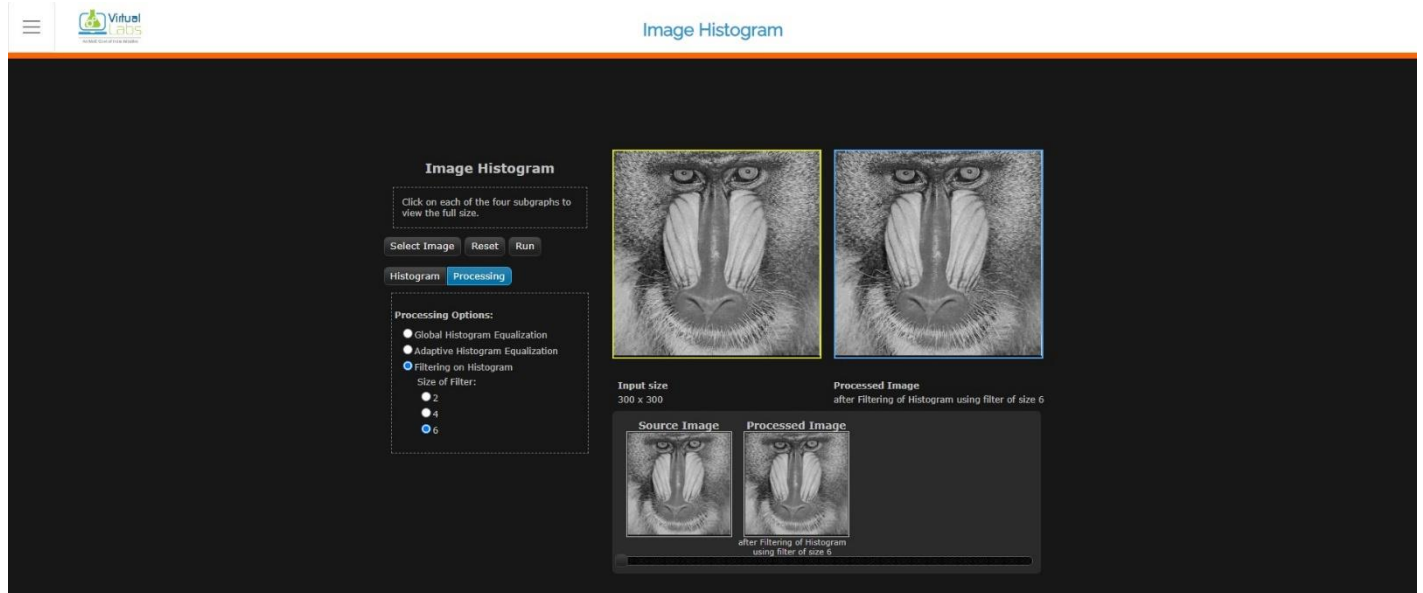 Virtual
Labs
Image Histogram
Image Histogram
Click on each of the four subgraphs to
view the full size.
Select Image Reset Run
Histogram Processing
Processing Options:
Global Histogram Equalization
Adaptive Histogram Equalization
Filtering on Histogram
Size of Filter:
2
4
6
Input size
300 x 300
Processed Image
after Filtering of Histogram using filter of size 6
Source Image
Processed Image
after Filtering of Histogram
using filter of size 6